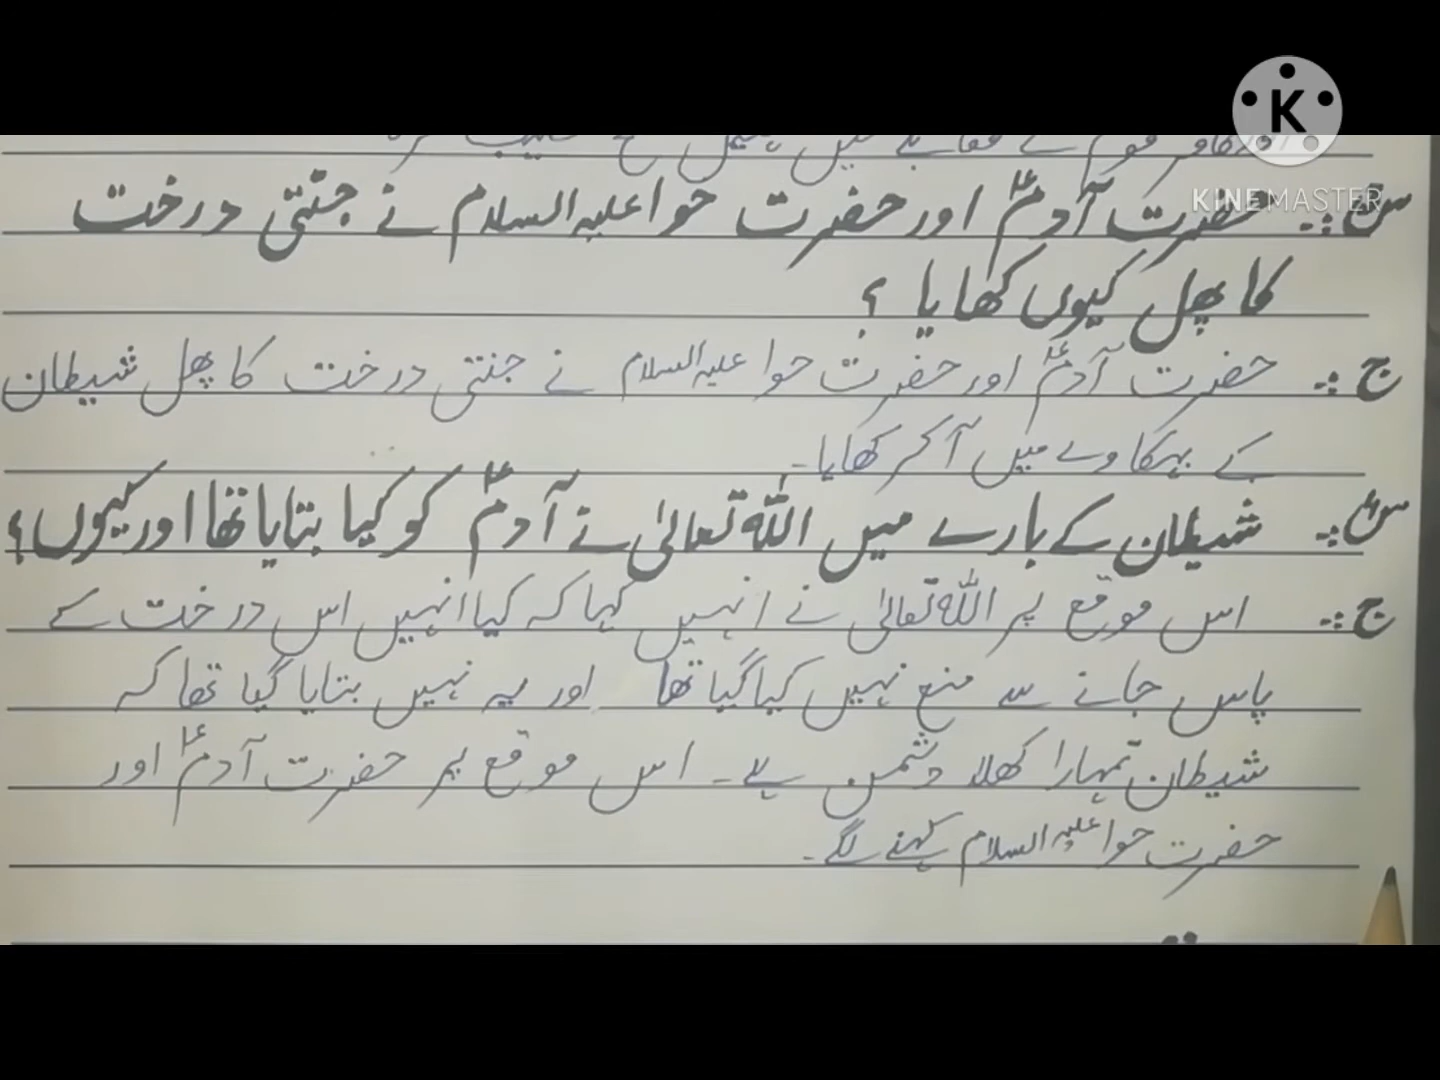 KINEMASTER
س:۔ حضرت آدمؑ اور حضرت حوا علیہ السلام نے جنتی درخت
کا پھل کیوں کھایا ؟
ج :۔ حضرت آدمؑ اور حضرت حوا علیہ السلام نے جنتی درخت کا پھل شیطان
کے بہکاوے میں آکر کھایا۔
س:۔ شیطان کے بارے میں اللہ تعالیٰ نے آدمؑ کو کیا بتایا تھا اور کیوں؟
ج :۔ اس موقع پر اللہ تعالیٰ نے انہیں کہا کہ کیا انہیں اس درخت کے
پاس جانے سے منع نہیں کیا گیا تھا اور یہ نہیں بتایا گیا تھا کہ
شیطان تمہارا کھلا دشمن ہے۔ اس موقع پر حضرت آدمؑ اور
حضرت حوا علیہ السلام کہنے لگے۔